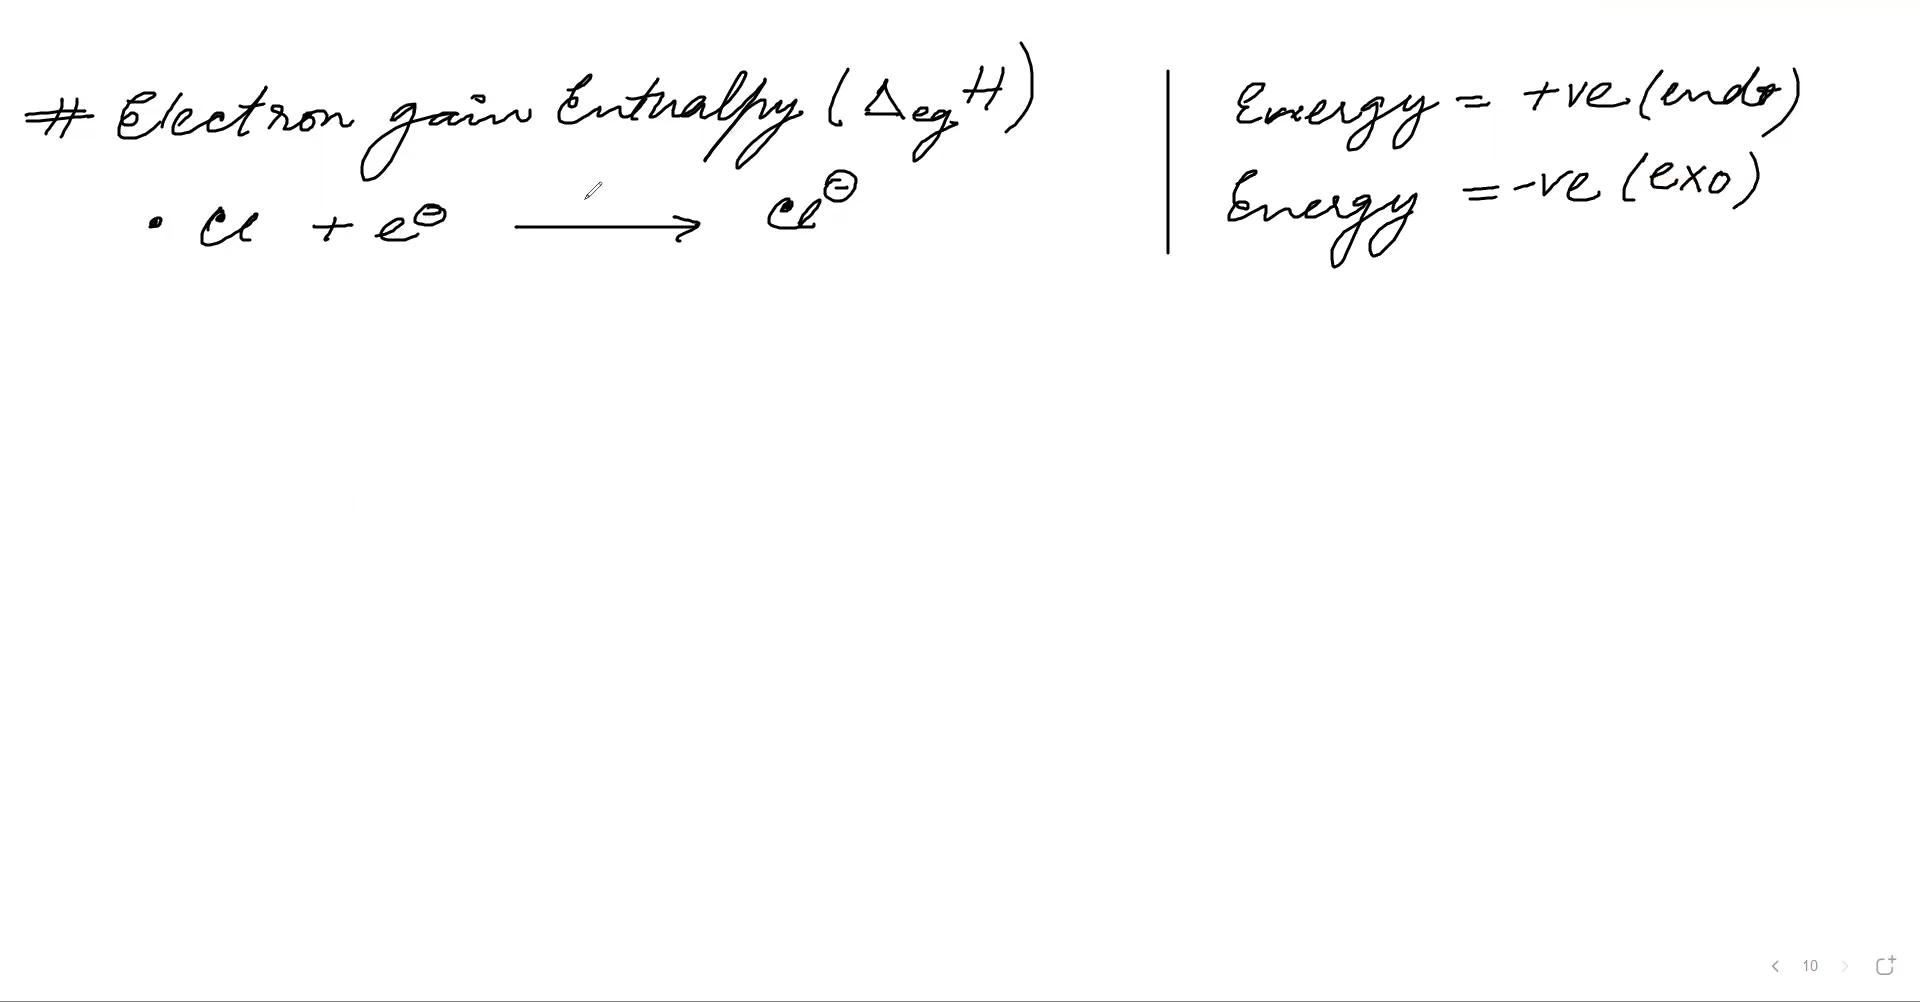 # Electron gain Enthalpy (ΔegH)
• Cl + e⊖ ⟶ Cl⊖
Energy = +ve (endo)
Energy = -ve (exo)
10